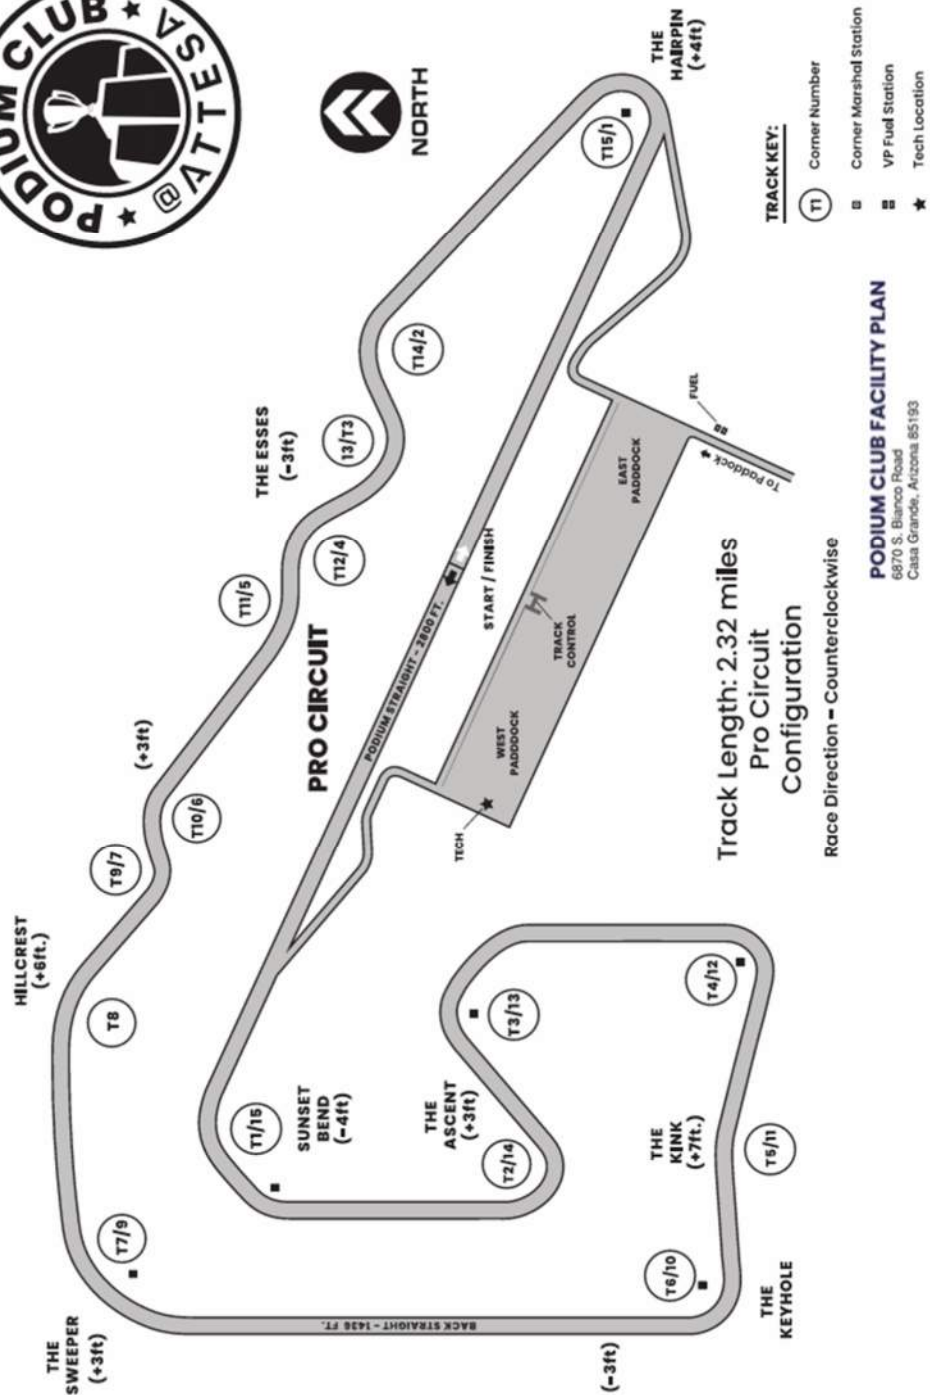 PODIUM CLUB
@ ATTESA
NORTH
THE
HAIRPIN
(+4ft)
T15/1
TRACK KEY:
T1 Corner Number
Corner Marshal Station
VP Fuel Station
Tech Location
T14/2
13/T3
THE ESSES
(-3ft)
T12/4
T11/5
PRO CIRCUIT
(+3ft)
T10/6
T9/7
HILLCREST
(+6ft.)
T8
PODIUM STRAIGHT - 2800 FT.
START / FINISH
FUEL
To Paddock
EAST
PADDDOCK
TRACK
CONTROL
WEST
PADDDOCK
TECH
Track Length: 2.32 miles
Pro Circuit
Configuration
Race Direction - Counterclockwise
PODIUM CLUB FACILITY PLAN
6870 S. Bianco Road
Casa Grande, Arizona 85193
T1/15
SUNSET
BEND
(-4ft)
THE
ASCENT
(+3ft)
T3/13
T2/14
T4/12
THE
KINK
(+7ft.)
T5/11
T6/10
THE
KEYHOLE
(-3ft)
BACK STRAIGHT - 1436 FT.
T7/9
THE
SWEEPER
(+3ft)